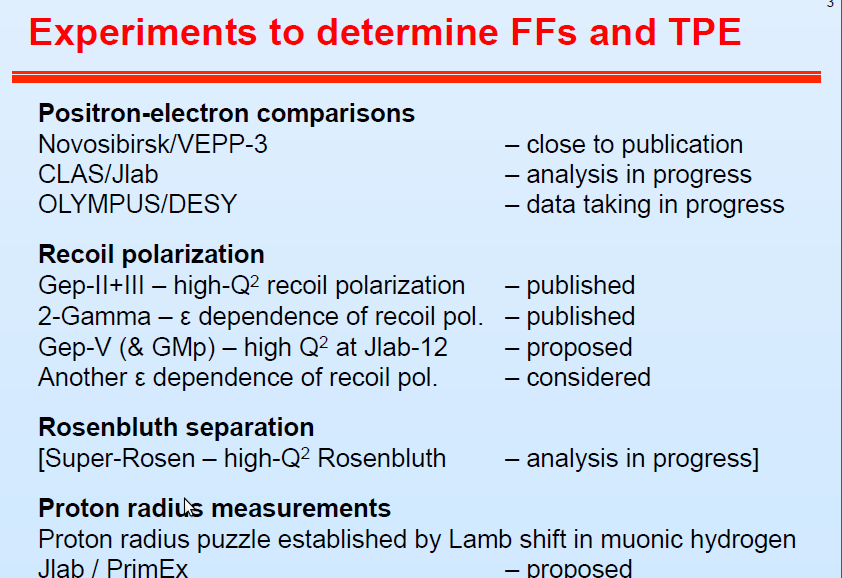 3
Experiments to determine FFs and TPE
Positron-electron comparisons
Novosibirsk/VEPP-3 – close to publication
CLAS/Jlab – analysis in progress
OLYMPUS/DESY – data taking in progress
Recoil polarization
Gep-II+III – high-Q² recoil polarization – published
2-Gamma – ε dependence of recoil pol. – published
Gep-V (& GMp) – high Q² at Jlab-12 – proposed
Another ε dependence of recoil pol. – considered
Rosenbluth separation
[Super-Rosen – high-Q² Rosenbluth – analysis in progress]
Proton radius measurements
Proton radius puzzle established by Lamb shift in muonic hydrogen
Jlab / PrimEx – proposed